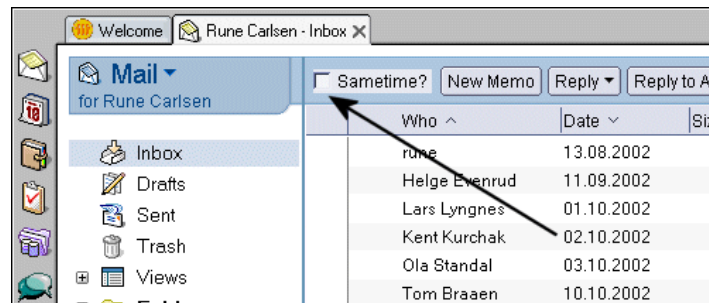 Welcome Rune Carlsen - Inbox
Mail
for Rune Carlsen
Sametime? New Memo Reply Reply to A
Who Date Siz
Inbox
Drafts
Sent
Trash
Views
rune 13.08.2002
Helge Evenrud 11.09.2002
Lars Lyngnes 01.10.2002
Kent Kurchak 02.10.2002
Ola Standal 03.10.2002
Tom Braaen 10.10.2002